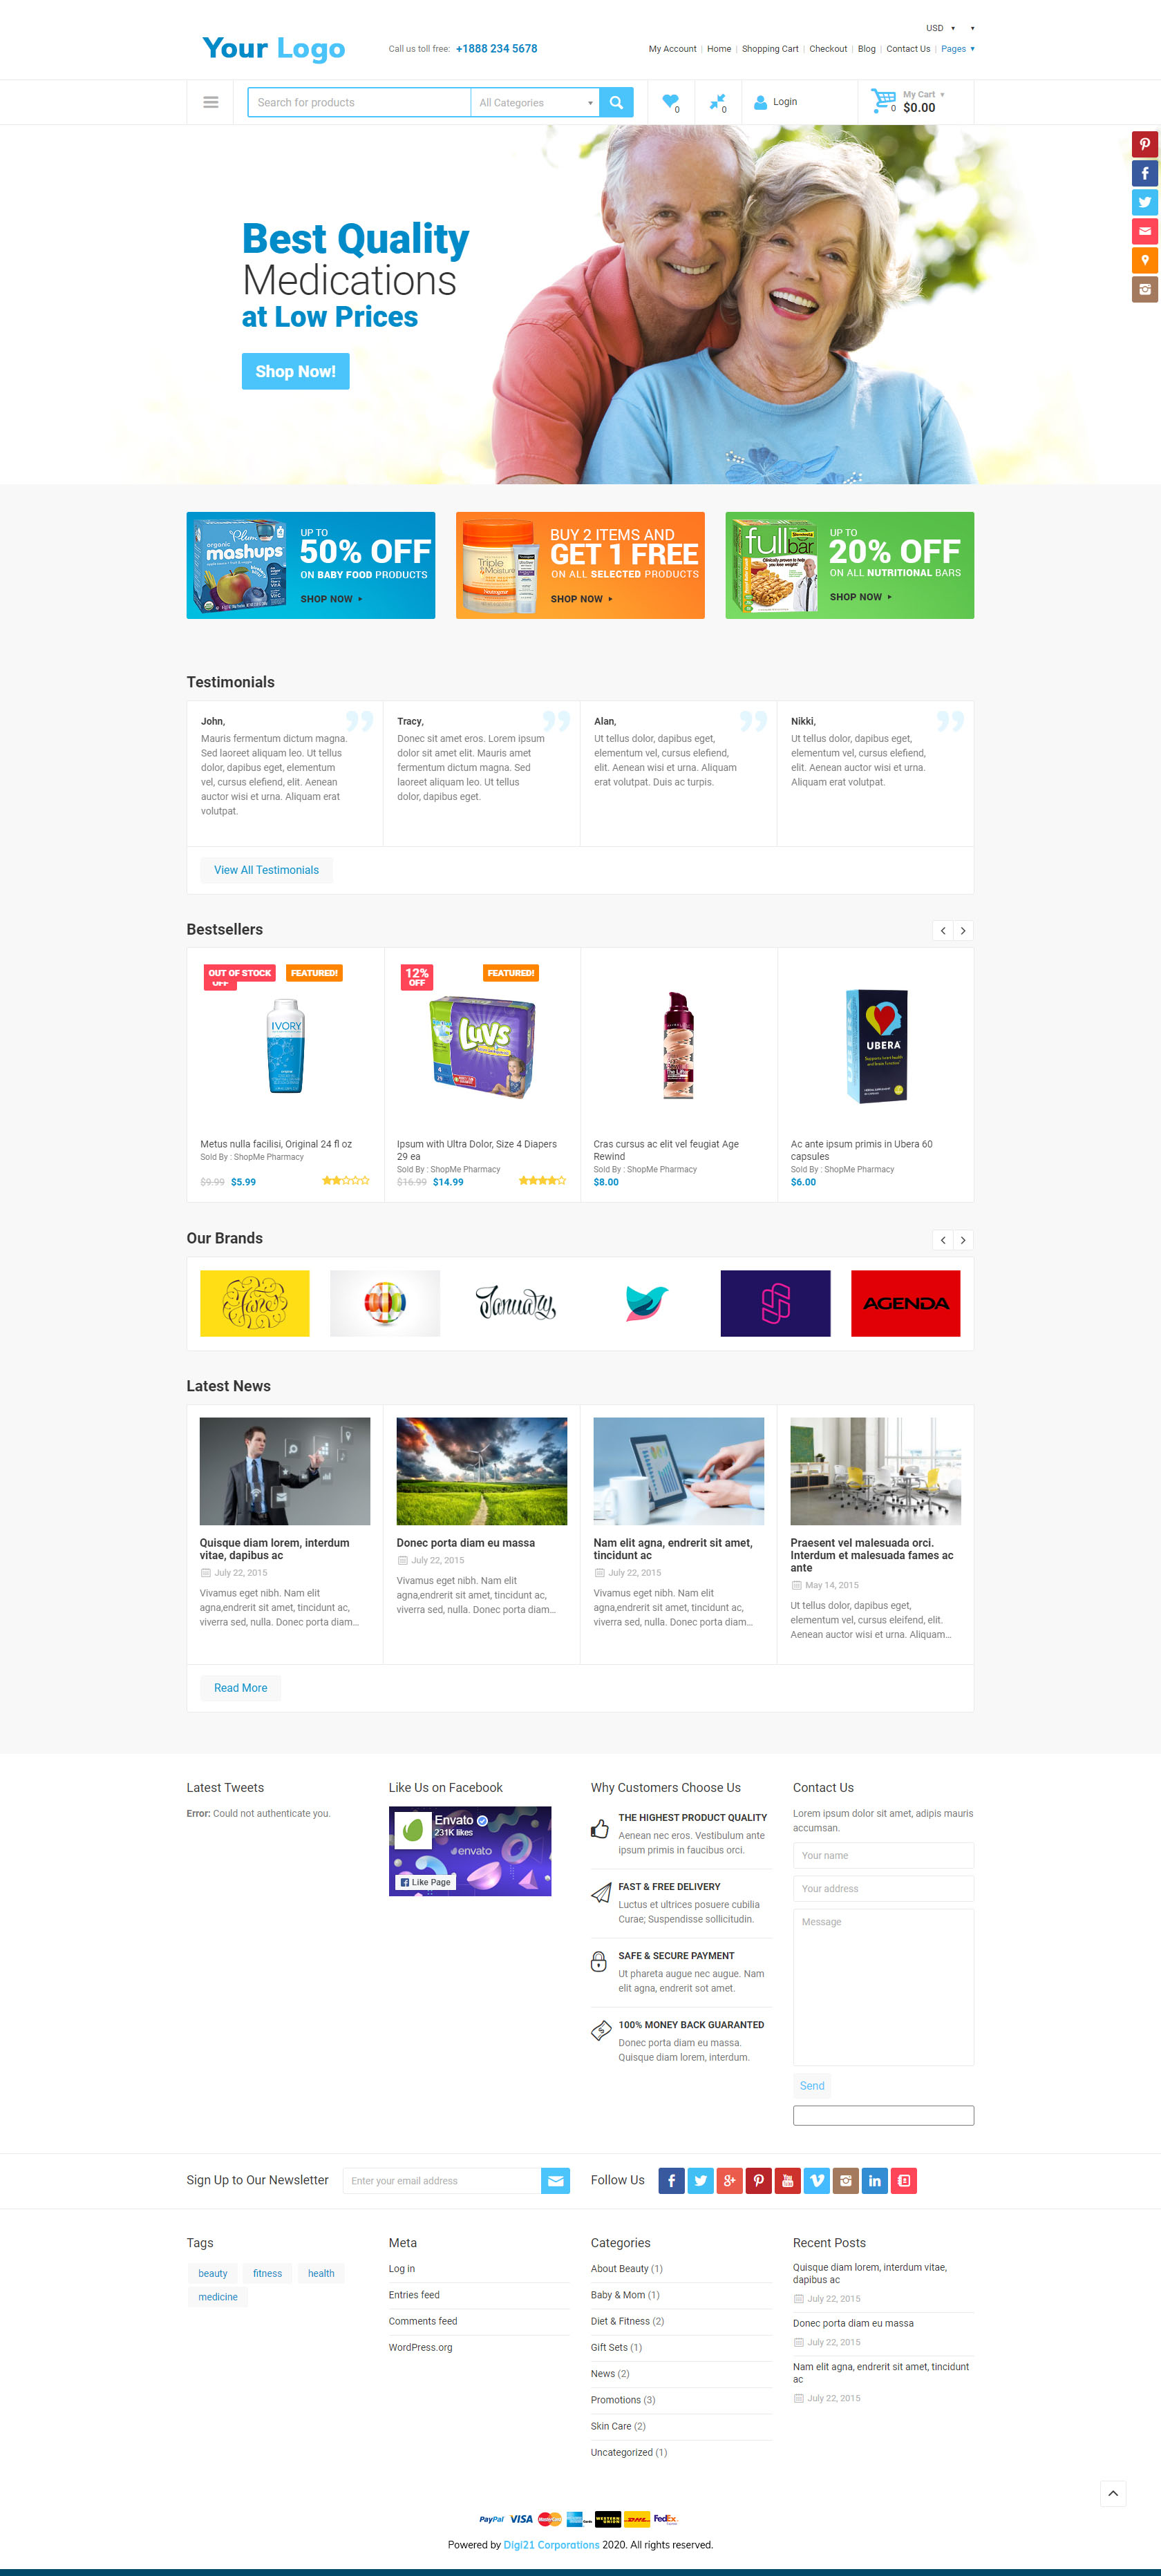 USD
Your Logo
Call us toll free: +1888 234 5678
My Account | Home | Shopping Cart | Checkout | Blog | Contact Us | Pages
Search for products
All Categories
0
0
Login
0
My Cart
$0.00
Best Quality
Medications
at Low Prices
Shop Now!
Plum
organic
mashups
UP TO
50% OFF
ON BABY FOOD PRODUCTS
SHOP NOW
Triple
Moisture
Neutrogena
BUY 2 ITEMS AND
GET 1 FREE
ON ALL SELECTED PRODUCTS
SHOP NOW
full
bar
UP TO
20% OFF
ON ALL NUTRITIONAL BARS
SHOP NOW
Testimonials
John,
Mauris fermentum dictum magna.
Sed laoreet aliquam leo. Ut tellus
dolor, dapibus eget, elementum
vel, cursus elefiend, elit. Aenean
auctor wisi et urna. Aliquam erat
volutpat.
Tracy,
Donec sit amet eros. Lorem ipsum
dolor sit amet elit. Mauris amet
fermentum dictum magna. Sed
laoreet aliquam leo. Ut tellus
dolor, dapibus eget.
Alan,
Ut tellus dolor, dapibus eget,
elementum vel, cursus elefiend,
elit. Aenean wisi et urna. Aliquam
erat volutpat. Duis ac turpis.
Nikki,
Ut tellus dolor, dapibus eget,
elementum vel, cursus elefiend,
elit. Aenean auctor wisi et urna.
Aliquam erat volutpat.
View All Testimonials
Bestsellers
OUT OF STOCK
OFF
FEATURED!
IVORY
Metus nulla facilisi, Original 24 fl oz
Sold By : ShopMe Pharmacy
$9.99 $5.99
12%
OFF
FEATURED!
Luvs
4
29
Ipsum with Ultra Dolor, Size 4 Diapers
29 ea
Sold By : ShopMe Pharmacy
$16.99 $14.99
Cras cursus ac elit vel feugiat Age
Rewind
Sold By : ShopMe Pharmacy
$8.00
UBERA
Supports heart health
and brain function
Ac ante ipsum primis in Ubera 60
capsules
Sold By : ShopMe Pharmacy
$6.00
Our Brands
January
AGENDA
Latest News
Quisque diam lorem, interdum
vitae, dapibus ac
July 22, 2015
Vivamus eget nibh. Nam elit
agna,endrerit sit amet, tincidunt ac,
viverra sed, nulla. Donec porta diam...
Donec porta diam eu massa
July 22, 2015
Vivamus eget nibh. Nam elit
agna,endrerit sit amet, tincidunt ac,
viverra sed, nulla. Donec porta diam...
Nam elit agna, endrerit sit amet,
tincidunt ac
July 22, 2015
Vivamus eget nibh. Nam elit
agna,endrerit sit amet, tincidunt ac,
viverra sed, nulla. Donec porta diam...
Praesent vel malesuada orci.
Interdum et malesuada fames ac
ante
May 14, 2015
Ut tellus dolor, dapibus eget,
elementum vel, cursus eleifend, elit.
Aenean auctor wisi et urna. Aliquam...
Read More
Latest Tweets
Error: Could not authenticate you.
Like Us on Facebook
Envato
231K likes
envato
Like Page
Why Customers Choose Us
THE HIGHEST PRODUCT QUALITY
Aenean nec eros. Vestibulum ante
ipsum primis in faucibus orci.
FAST & FREE DELIVERY
Luctus et ultrices posuere cubilia
Curae; Suspendisse sollicitudin.
SAFE & SECURE PAYMENT
Ut phareta augue nec augue. Nam
elit agna, endrerit sot amet.
100% MONEY BACK GUARANTED
Donec porta diam eu massa.
Quisque diam lorem, interdum.
Contact Us
Lorem ipsum dolor sit amet, adipis mauris
accumsan.
Your name
Your address
Message
Send
Sign Up to Our Newsletter
Enter your email address
Follow Us
Tags
beauty
fitness
health
medicine
Meta
Log in
Entries feed
Comments feed
WordPress.org
Categories
About Beauty (1)
Baby & Mom (1)
Diet & Fitness (2)
Gift Sets (1)
News (2)
Promotions (3)
Skin Care (2)
Uncategorized (1)
Recent Posts
Quisque diam lorem, interdum vitae,
dapibus ac
July 22, 2015
Donec porta diam eu massa
July 22, 2015
Nam elit agna, endrerit sit amet, tincidunt
ac
July 22, 2015
PayPal VISA MasterCard WESTERN UNION DHL FedEx
Powered by Digi21 Corporations 2020. All rights reserved.